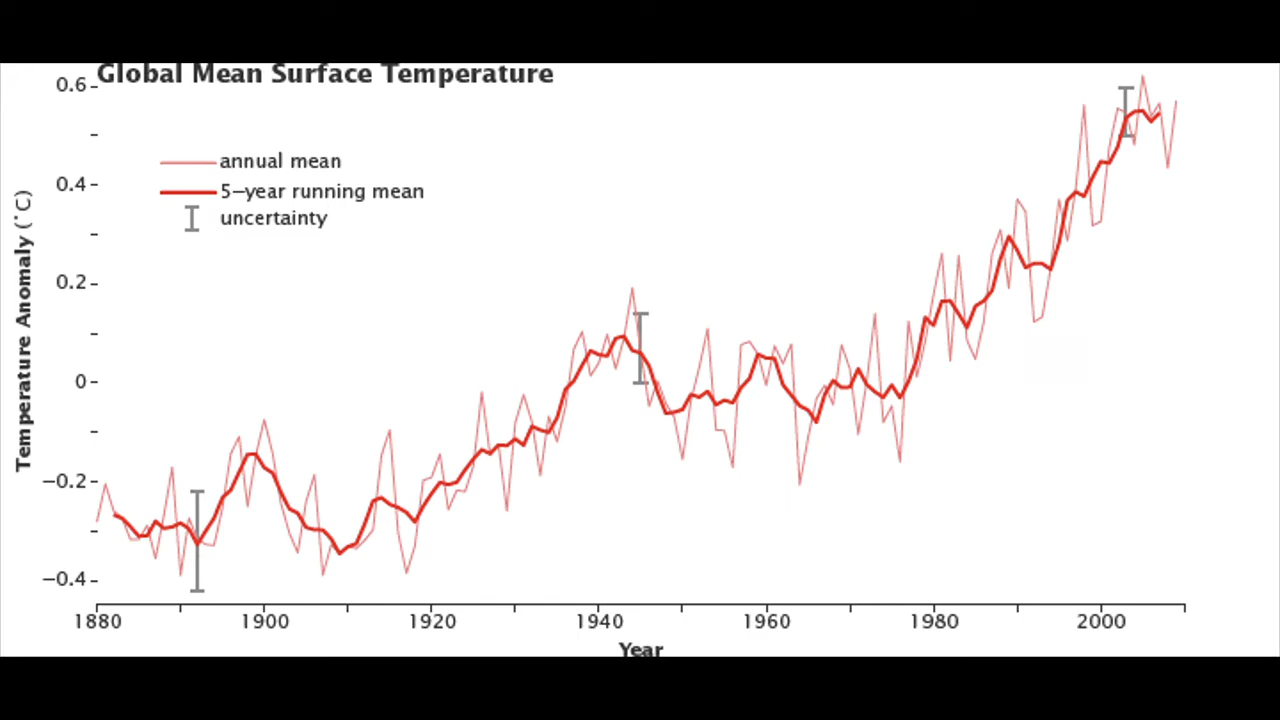 Global Mean Surface Temperature
0.6
0.4
0.2
0
−0.2
−0.4
Temperature Anomaly (˚C)
annual mean
5−year running mean
uncertainty
1880 1900 1920 1940 1960 1980 2000
Year